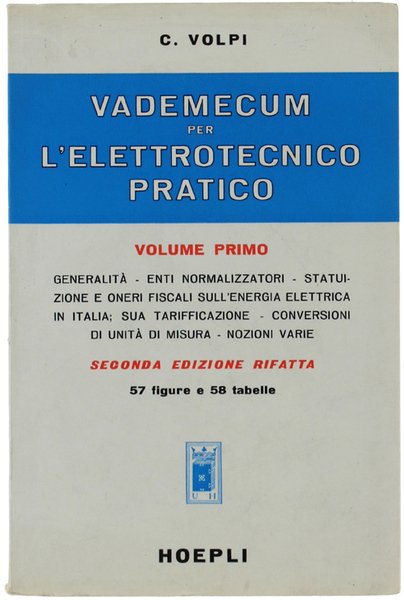 C. VOLPI
VADEMECUM
PER
L'ELETTROTECNICO
PRATICO
VOLUME PRIMO
GENERALITÀ - ENTI NORMALIZZATORI - STATUI-
ZIONE E ONERI FISCALI SULL'ENERGIA ELETTRICA
IN ITALIA; SUA TARIFFICAZIONE - CONVERSIONI
DI UNITÀ DI MISURA - NOZIONI VARIE
SECONDA EDIZIONE RIFATTA
57 figure e 58 tabelle
U H
HOEPLI